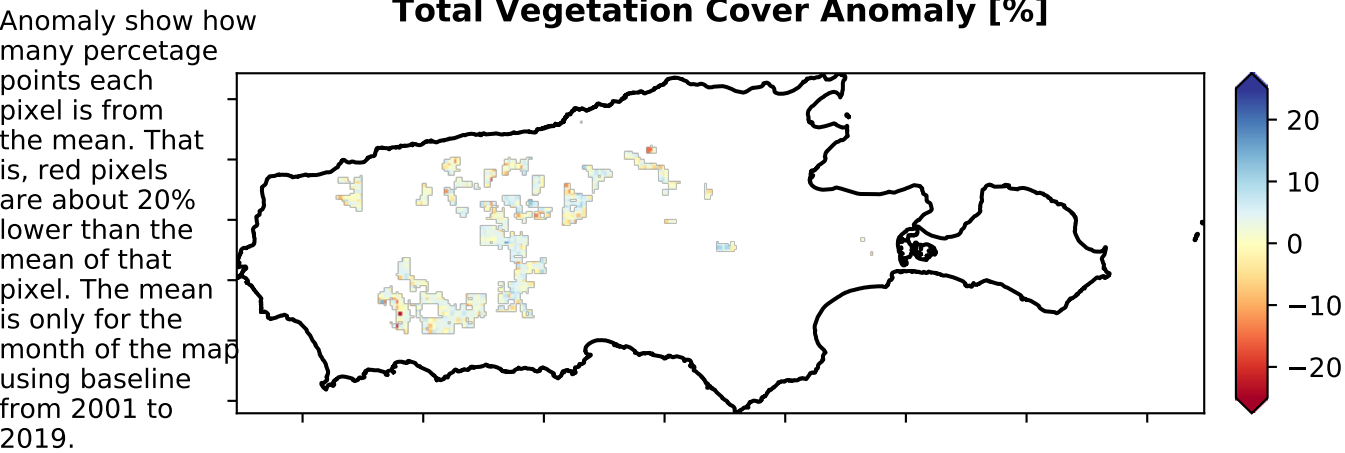 Total Vegetation Cover Anomaly [%]
Anomaly show how
many percetage
points each
pixel is from
the mean. That
is, red pixels
are about 20%
lower than the
mean of that
pixel. The mean
is only for the
month of the map
using baseline
from 2001 to
2019.
20
10
0
−10
−20